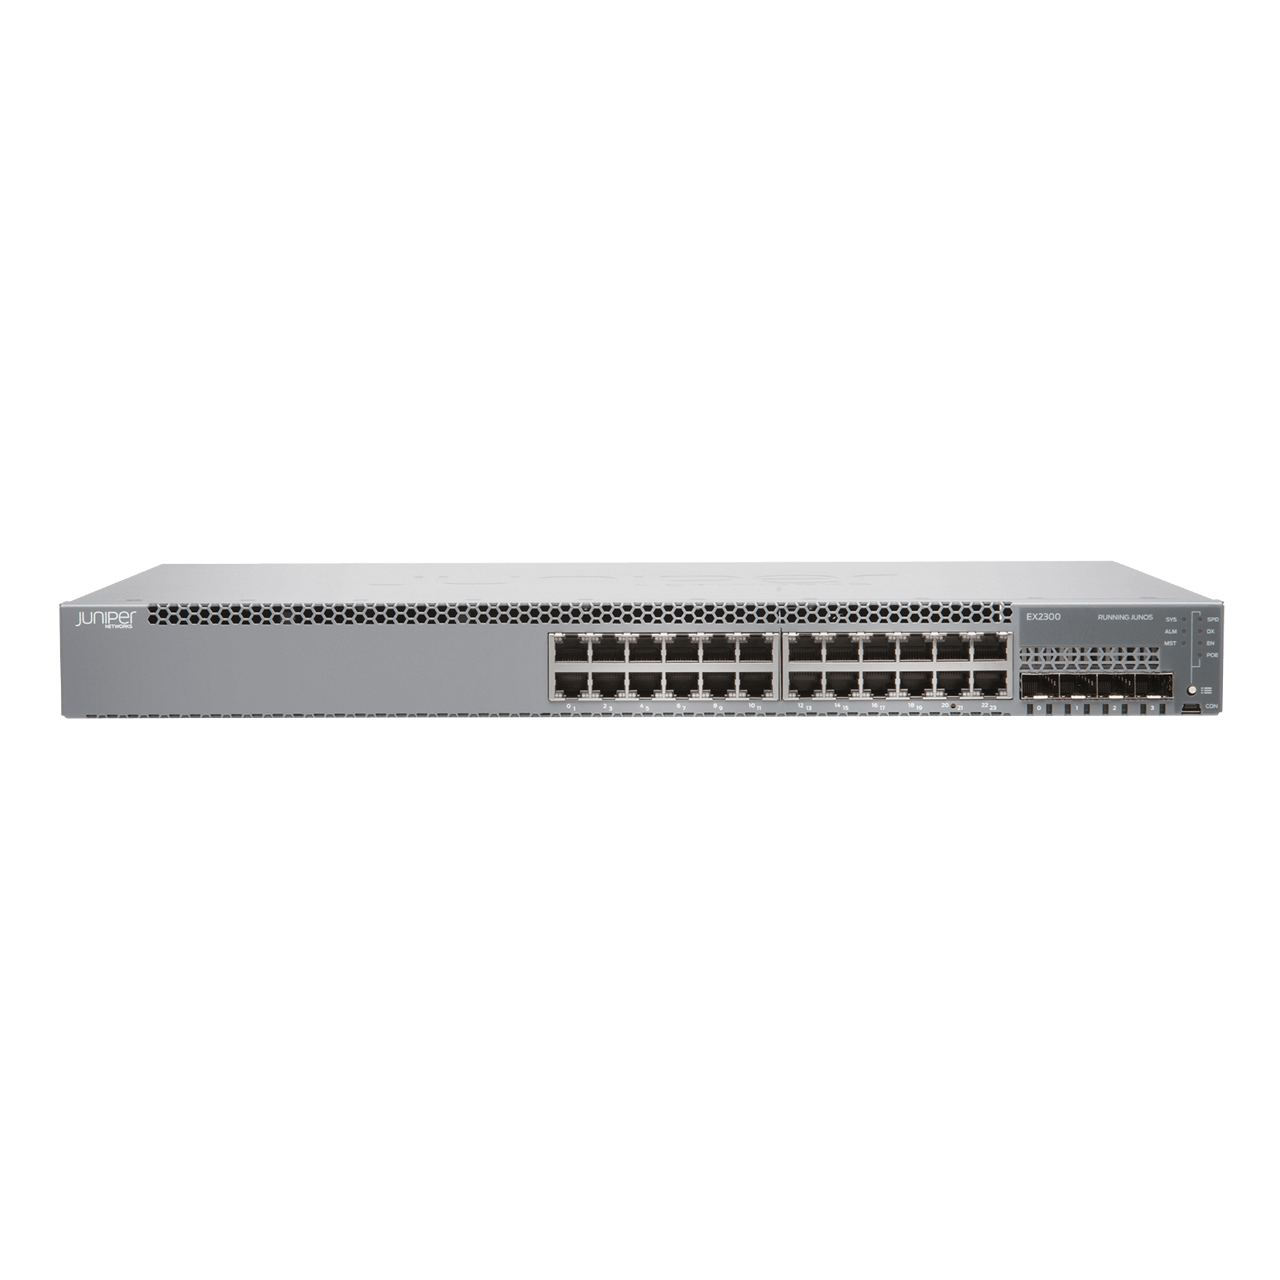 JUNIPEr
NETWORKS
EX2300
RUNNING JUNOS
SYS
ALM
MST
SPD
DX
EN
POE
CON
0 1 2 3 4 5 6 7 8 9 10 11 12 13 14 15 16 17 18 19 20 21 22 23
0 1 2 3